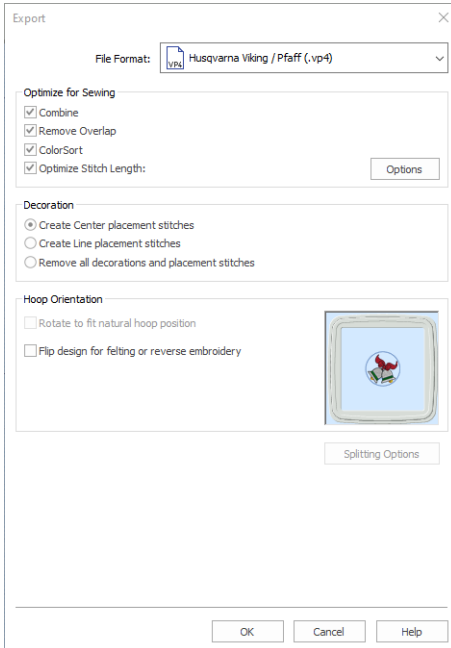 Export
File Format: VP4 Husqvarna Viking / Pfaff (.vp4)
Optimize for Sewing
Combine
Remove Overlap
ColorSort
Optimize Stitch Length:
Options
Decoration
Create Center placement stitches
Create Line placement stitches
Remove all decorations and placement stitches
Hoop Orientation
Rotate to fit natural hoop position
Flip design for felting or reverse embroidery
Splitting Options
OK Cancel Help